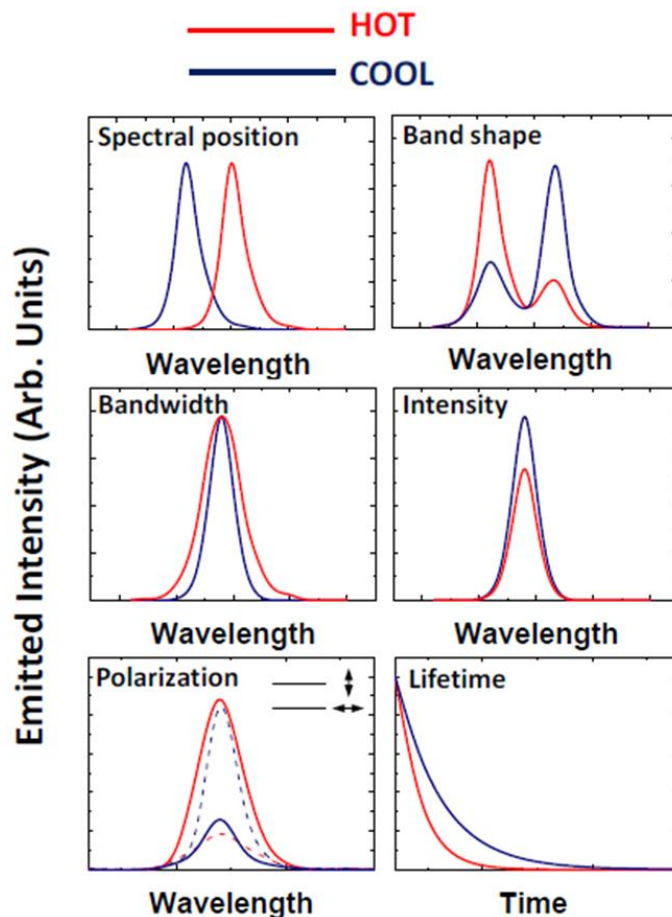 HOT
COOL
Emitted Intensity (Arb. Units)
Spectral position
Wavelength
Band shape
Wavelength
Bandwidth
Wavelength
Intensity
Wavelength
Polarization
Wavelength
Lifetime
Time